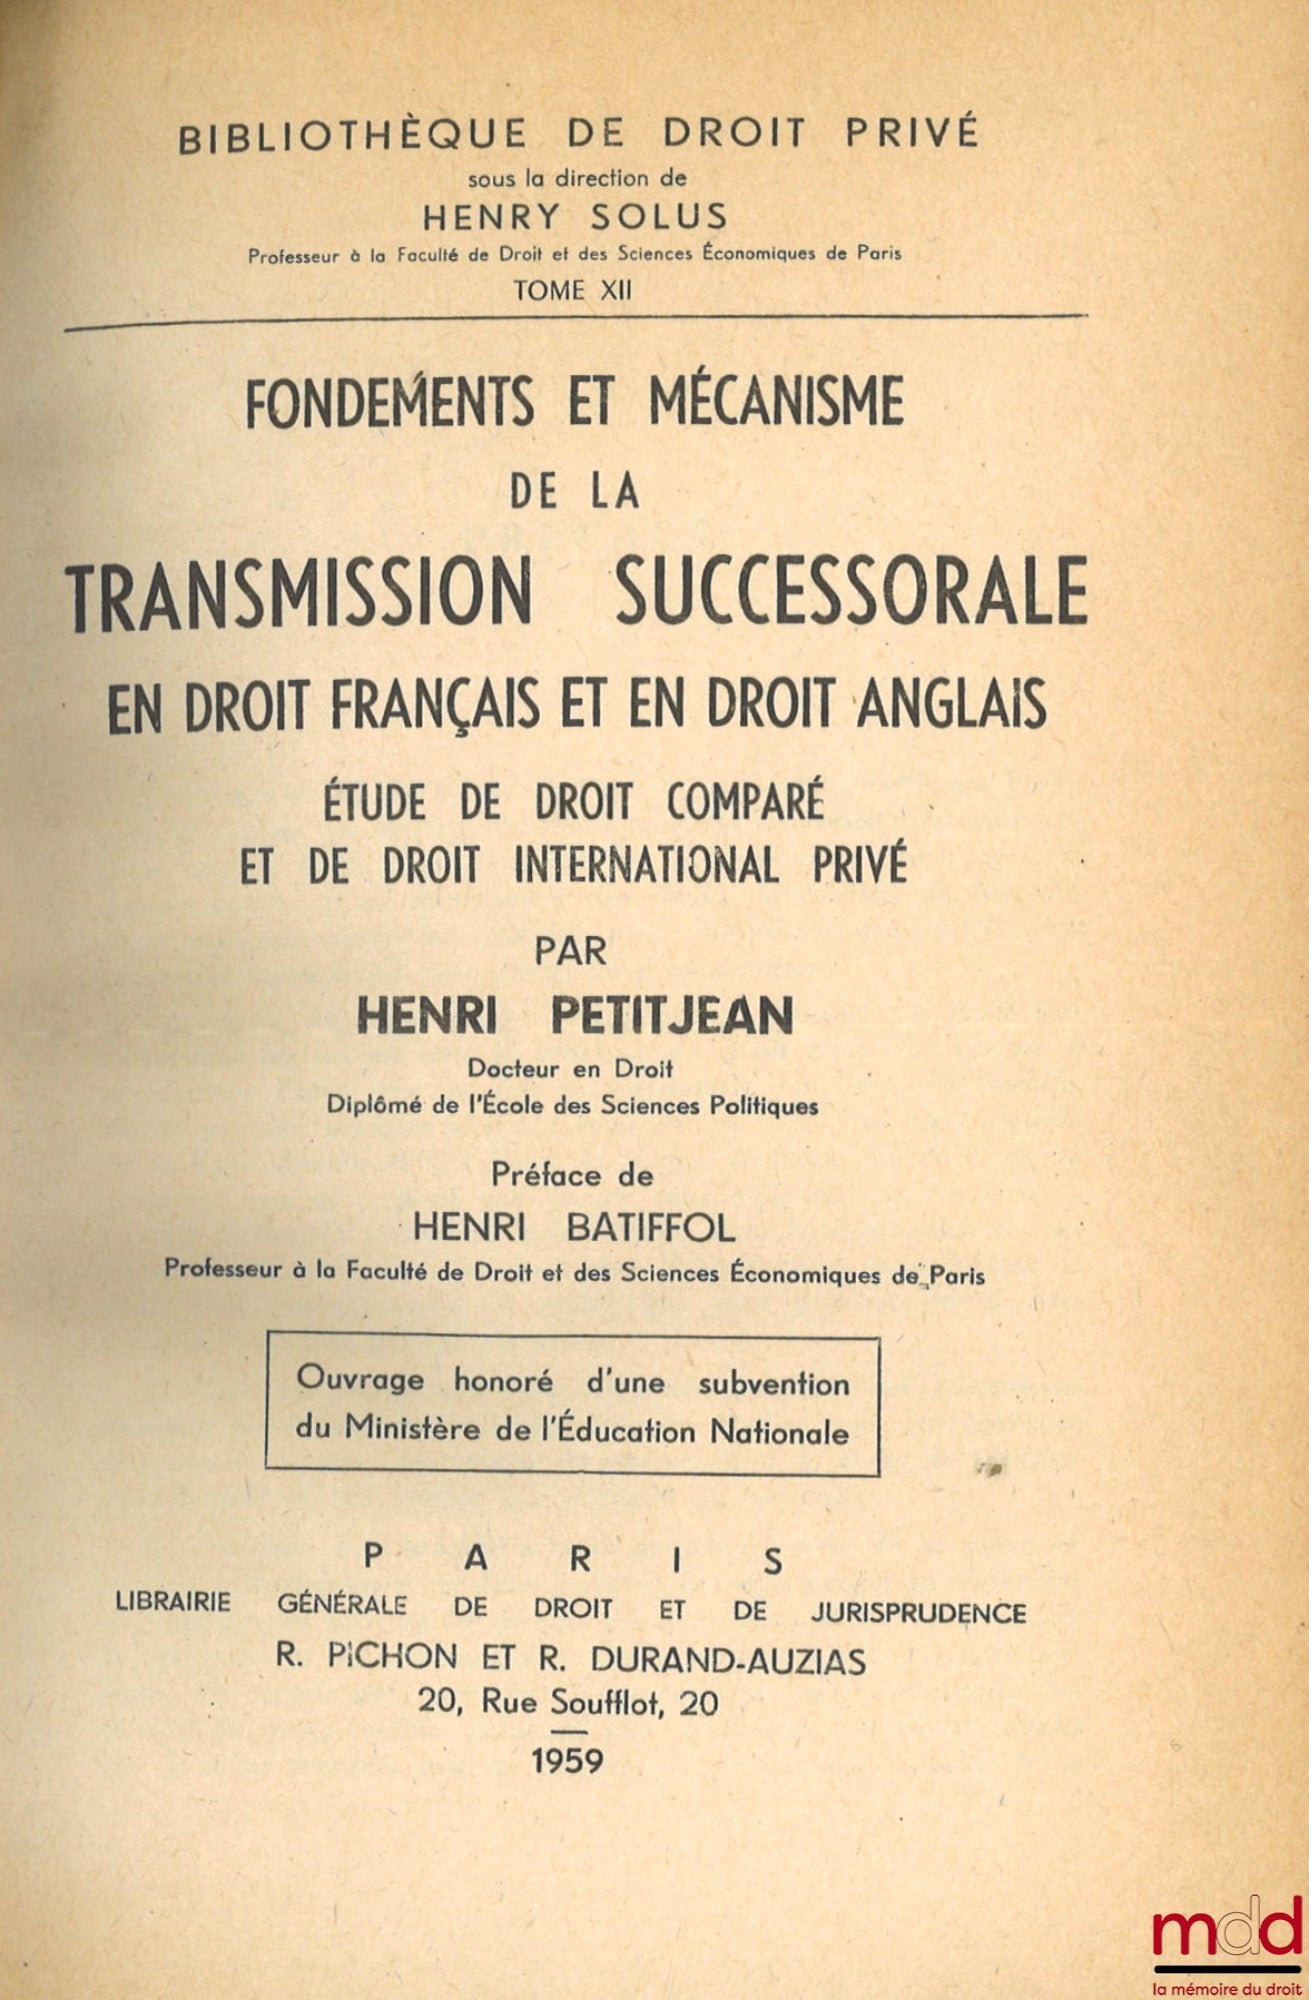 BIBLIOTHÈQUE DE DROIT PRIVÉ
sous la direction de
HENRY SOLUS
Professeur à la Faculté de Droit et des Sciences Économiques de Paris
TOME XII
FONDEMENTS ET MÉCANISME
DE LA
TRANSMISSION SUCCESSORALE
EN DROIT FRANÇAIS ET EN DROIT ANGLAIS
ÉTUDE DE DROIT COMPARÉ
ET DE DROIT INTERNATIONAL PRIVÉ
PAR
HENRI PETITJEAN
Docteur en Droit
Diplômé de l'École des Sciences Politiques
Préface de
HENRI BATIFFOL
Professeur à la Faculté de Droit et des Sciences Économiques de Paris
Ouvrage honoré d'une subvention
du Ministère de l'Éducation Nationale
PARIS
LIBRAIRIE GÉNÉRALE DE DROIT ET DE JURISPRUDENCE
R. PICHON ET R. DURAND-AUZIAS
20, Rue Soufflot, 20
1959
mdd
la mémoire du droit